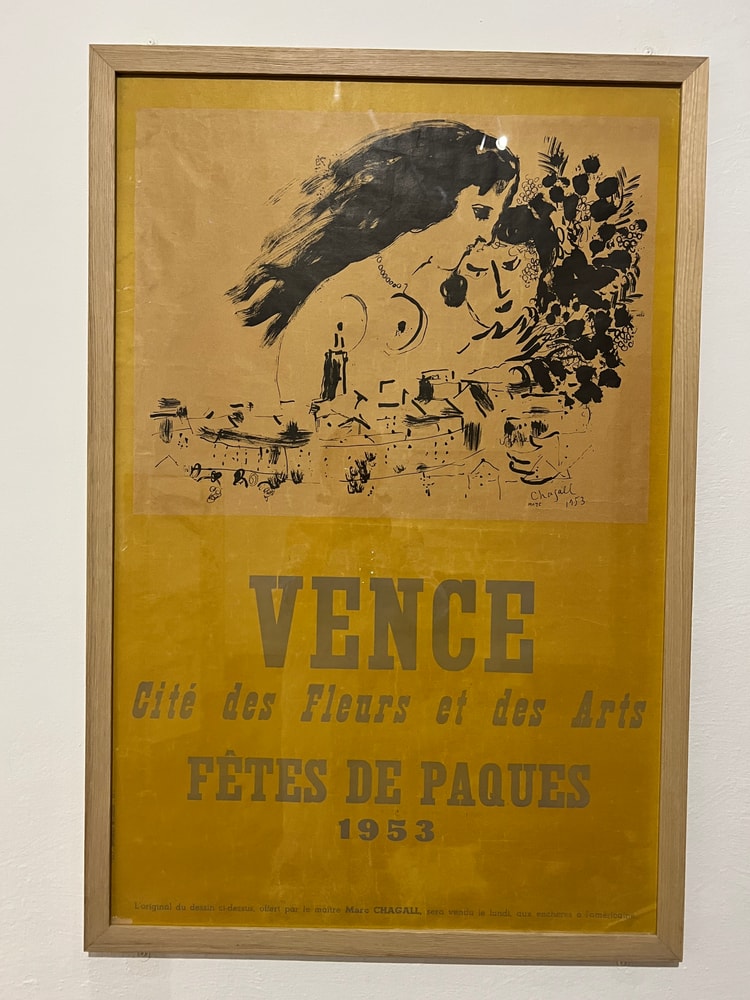 Chagall
1953
VENCE
Cité des Fleurs et des Arts
FÊTES DE PAQUES
1953
L'original du dessin ci-dessus, offert par le maître Marc CHAGALL, sera vendu le lundi, aux enchères à l'américaine